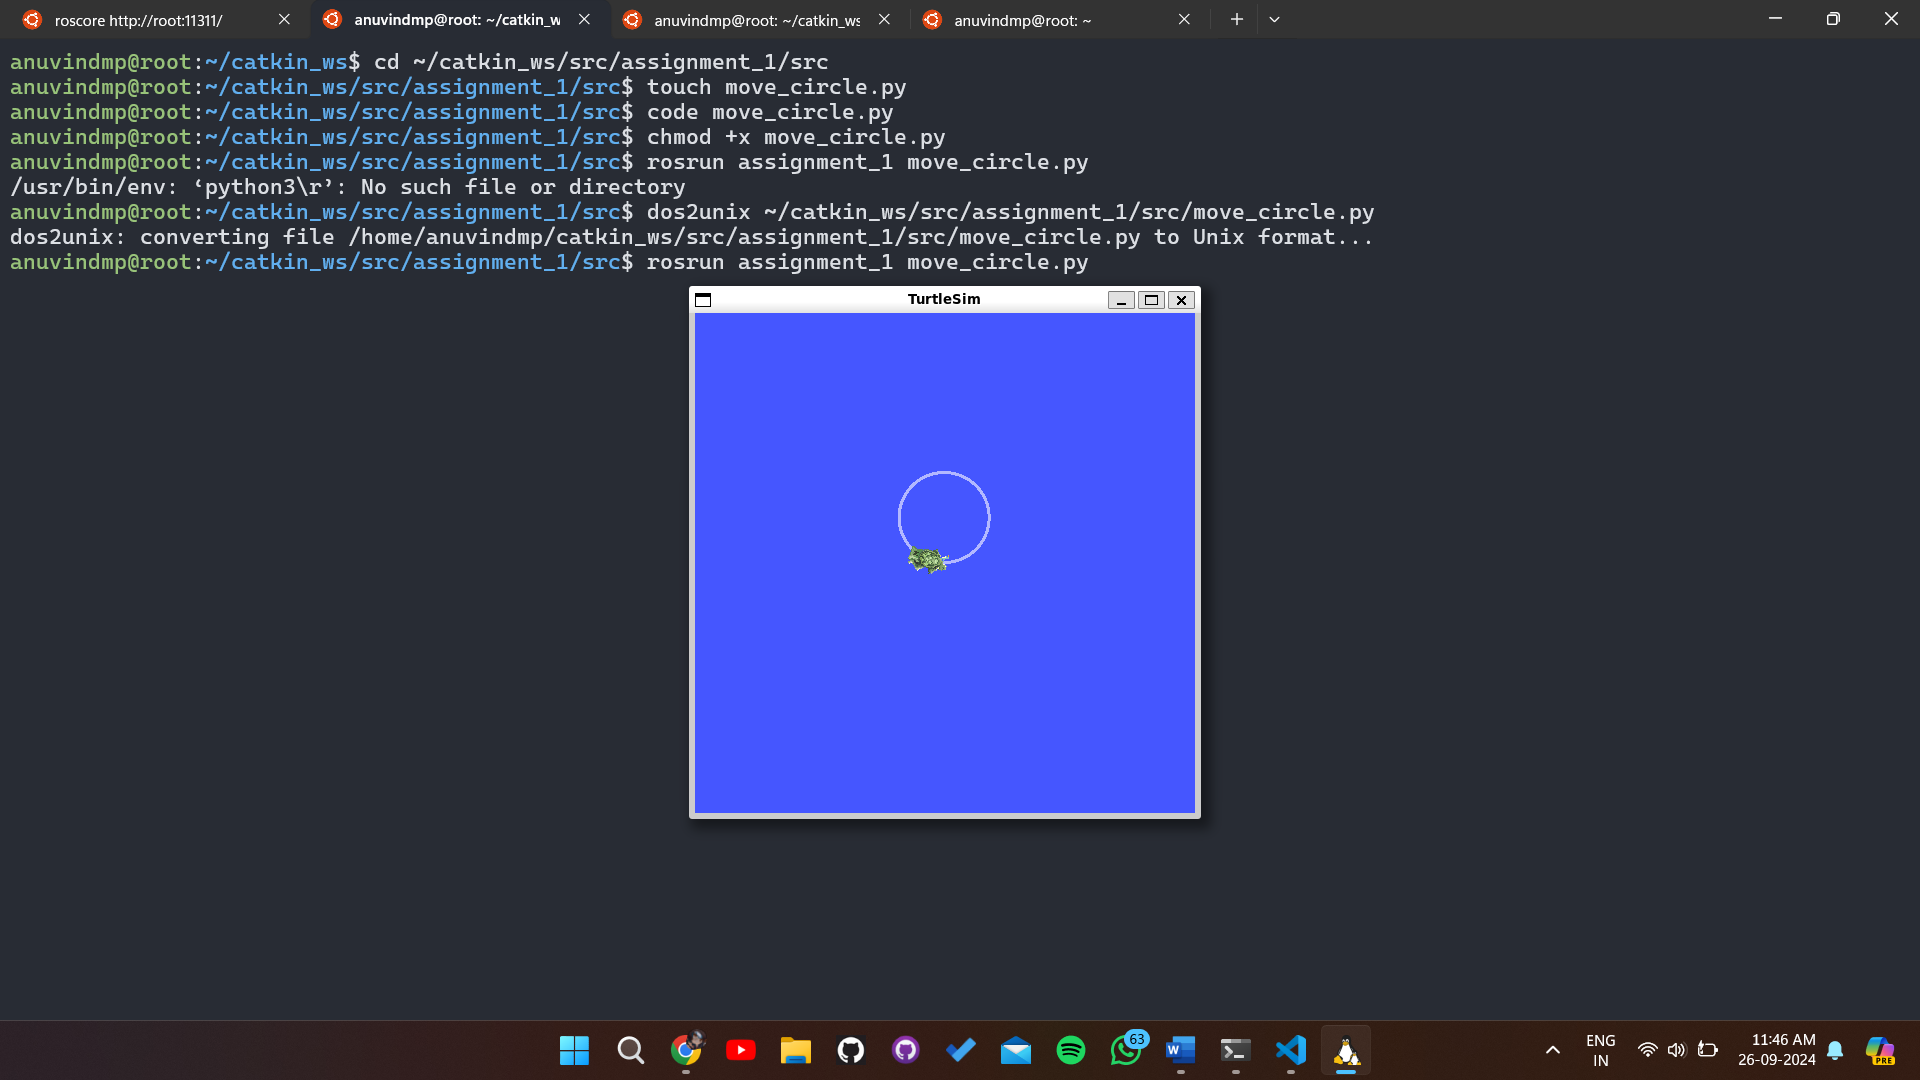 roscore http://root:11311/
anuvindmp@root: ~/catkin_w
anuvindmp@root: ~/catkin_ws
anuvindmp@root: ~
anuvindmp@root:~/catkin_ws$ cd ~/catkin_ws/src/assignment_1/src
anuvindmp@root:~/catkin_ws/src/assignment_1/src$ touch move_circle.py
anuvindmp@root:~/catkin_ws/src/assignment_1/src$ code move_circle.py
anuvindmp@root:~/catkin_ws/src/assignment_1/src$ chmod +x move_circle.py
anuvindmp@root:~/catkin_ws/src/assignment_1/src$ rosrun assignment_1 move_circle.py
/usr/bin/env: ‘python3\r’: No such file or directory
anuvindmp@root:~/catkin_ws/src/assignment_1/src$ dos2unix ~/catkin_ws/src/assignment_1/src/move_circle.py
dos2unix: converting file /home/anuvindmp/catkin_ws/src/assignment_1/src/move_circle.py to Unix format...
anuvindmp@root:~/catkin_ws/src/assignment_1/src$ rosrun assignment_1 move_circle.py
TurtleSim
63
W
ENG
IN
11:46 AM
26-09-2024
PRE